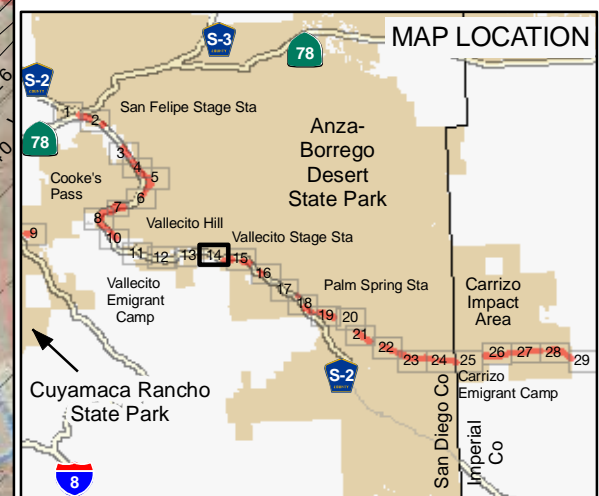 MAP LOCATION
S-3
78
S-2
78
1
2
San Felipe Stage Sta
3
4
5
6
7
8
9
10
Cooke's
Pass
Anza-
Borrego
Desert
State Park
Vallecito Hill
Vallecito Stage Sta
11
12
13
14
15
16
17
18
19
20
21
22
23
24
25
26
27
28
29
Vallecito
Emigrant
Camp
Palm Spring Sta
Carrizo
Impact
Area
S-2
Carrizo
Emigrant Camp
Cuyamaca Rancho
State Park
San Diego Co
Imperial
Co
8